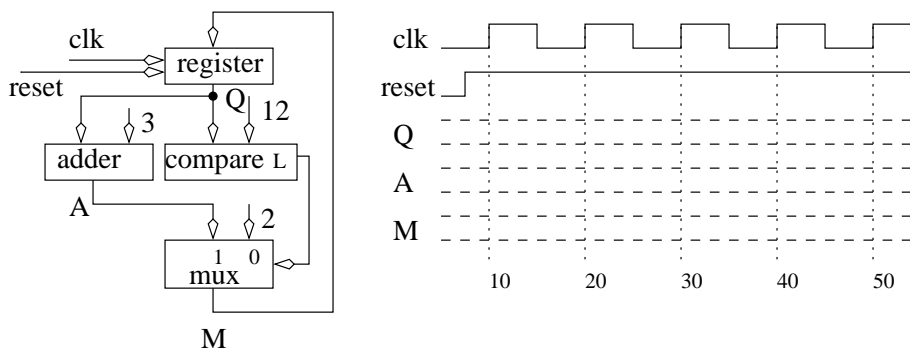 clk
register
reset
Q
12
3
adder
compare L
A
2
1 0
mux
M
clk
reset
Q
A
M
10 20 30 40 50